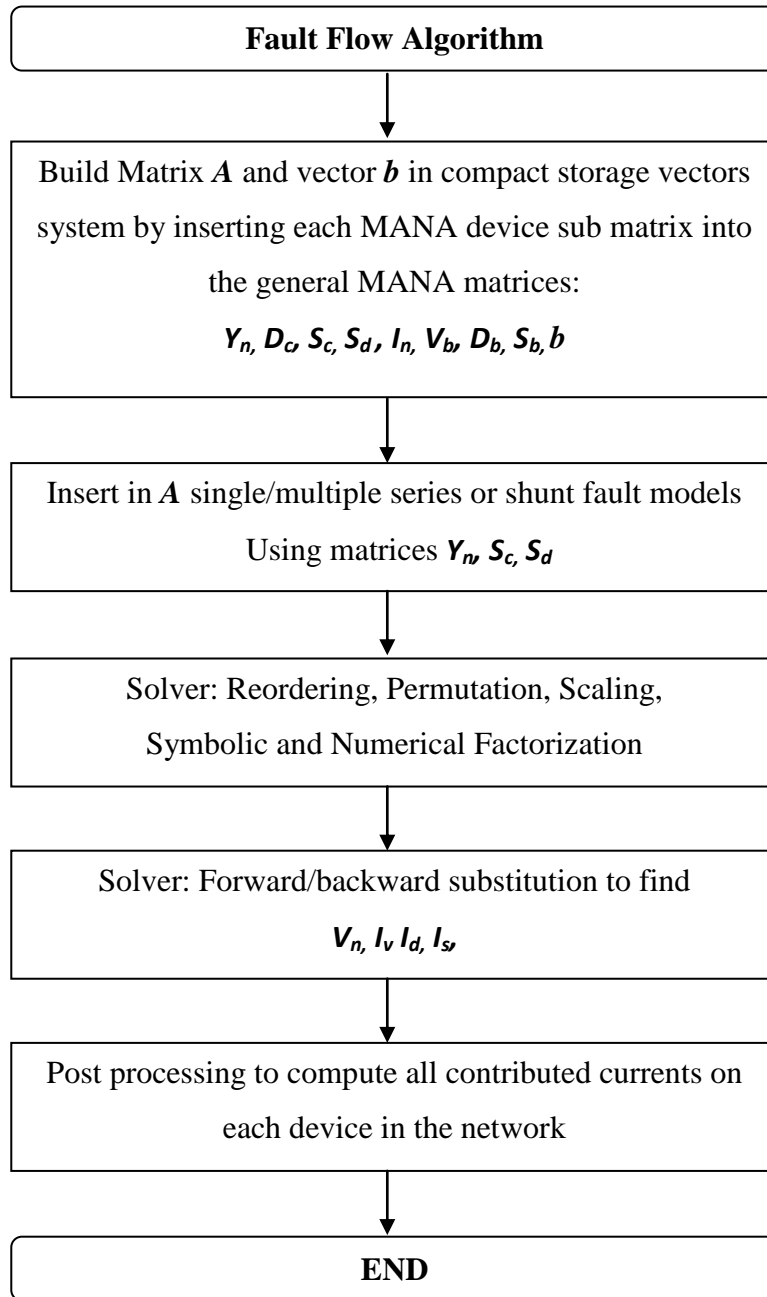 Fault Flow Algorithm
Build Matrix A and vector b in compact storage vectors
system by inserting each MANA device sub matrix into
the general MANA matrices:
Yn, Dc, Sc, Sd, In, Vb, Db, Sb, b
Insert in A single/multiple series or shunt fault models
Using matrices Yn, Sc, Sd
Solver: Reordering, Permutation, Scaling,
Symbolic and Numerical Factorization
Solver: Forward/backward substitution to find
Vn, Iv Id, Is,
Post processing to compute all contributed currents on
each device in the network
END